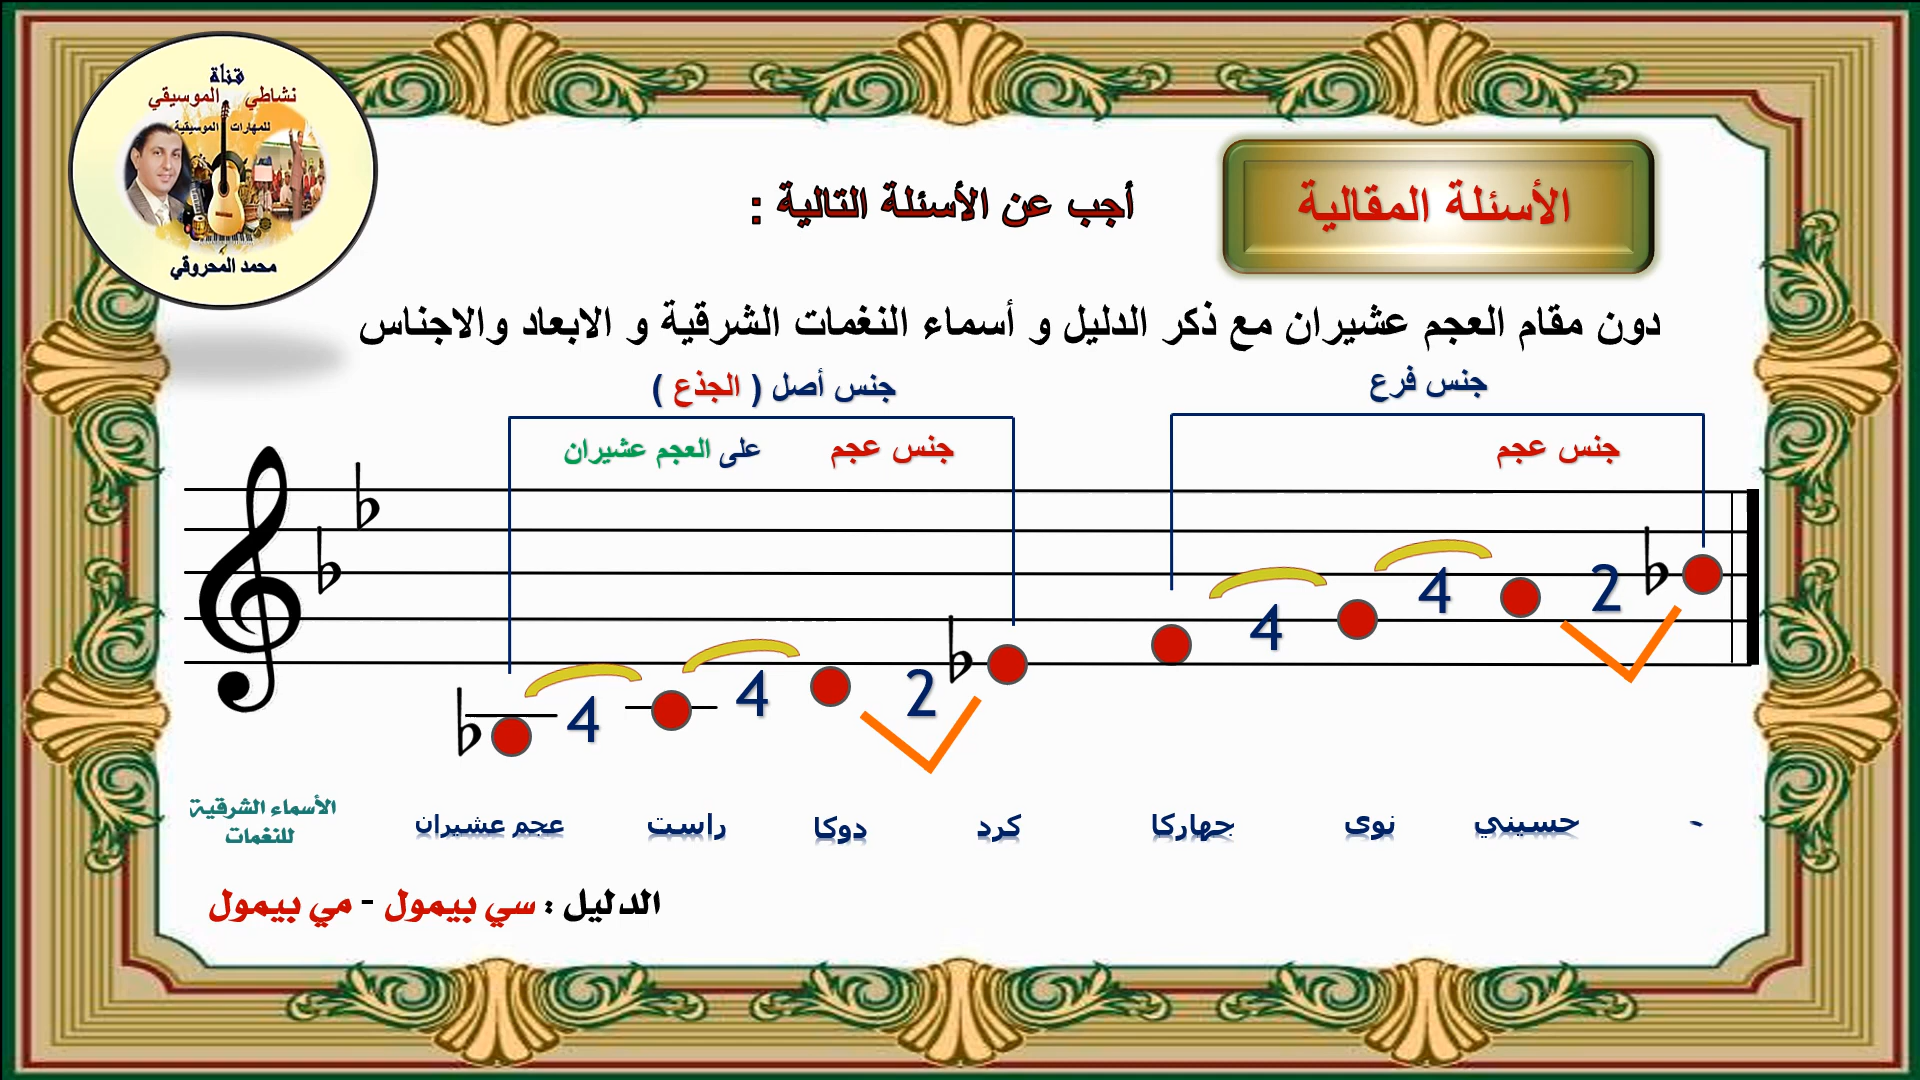 قناة
نشاطي الموسيقي
للمهارات الموسيقية
محمد المحروقي
الأسئلة المقالية
أجب عن الأسئلة التالية :
دون مقام العجم عشيران مع ذكر الدليل و أسماء النغمات الشرقية و الابعاد والاجناس
جنس أصل ( الجذع )
جنس فرع
جنس عجم على العجم عشيران
جنس عجم
4 4 2 4 4 2
الأسماء الشرقية
للنغمات
عجم عشيران راست دوكا كرد جهاركا نوى حسيني
الدليل : سي بيمول - مي بيمول